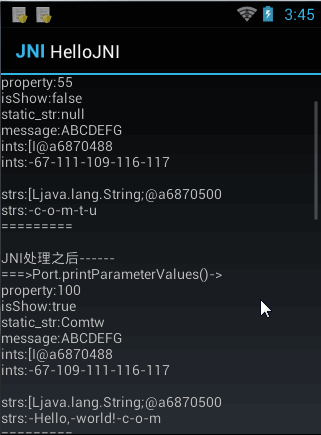 3:45
JNI HelloJNI
property:55
isShow:false
static_str:null
message:ABCDEFG
ints:[I@a6870488
ints:-67-111-109-116-117
strs:[Ljava.lang.String;@a6870500
strs:-c-o-m-t-u
=========
JNI处理之后------
===>Port.printParameterValues()->
property:100
isShow:true
static_str:Comtw
message:ABCDEFG
ints:[I@a6870488
ints:-67-111-109-116-117
strs:[Ljava.lang.String;@a6870500
strs:-Hello,-world!-c-o-m
=========